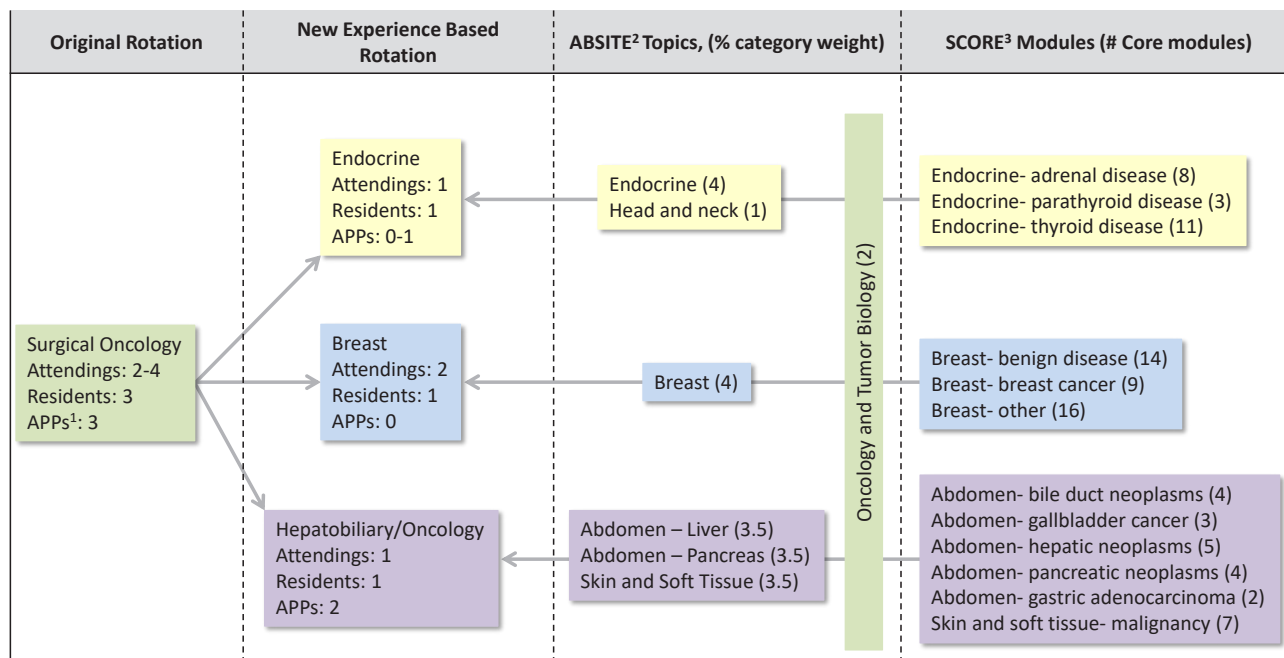 Original Rotation
New Experience Based
Rotation
ABSITE² Topics, (% category weight)
SCORE³ Modules (# Core modules)
Surgical Oncology
Attendings: 2-4
Residents: 3
APPs¹: 3
Endocrine
Attendings: 1
Residents: 1
APPs: 0-1
Breast
Attendings: 2
Residents: 1
APPs: 0
Hepatobiliary/Oncology
Attendings: 1
Residents: 1
APPs: 2
Endocrine (4)
Head and neck (1)
Breast (4)
Abdomen – Liver (3.5)
Abdomen – Pancreas (3.5)
Skin and Soft Tissue (3.5)
Oncology and Tumor Biology (2)
Endocrine- adrenal disease (8)
Endocrine- parathyroid disease (3)
Endocrine- thyroid disease (11)
Breast- benign disease (14)
Breast- breast cancer (9)
Breast- other (16)
Abdomen- bile duct neoplasms (4)
Abdomen- gallbladder cancer (3)
Abdomen- hepatic neoplasms (5)
Abdomen- pancreatic neoplasms (4)
Abdomen- gastric adenocarcinoma (2)
Skin and soft tissue- malignancy (7)